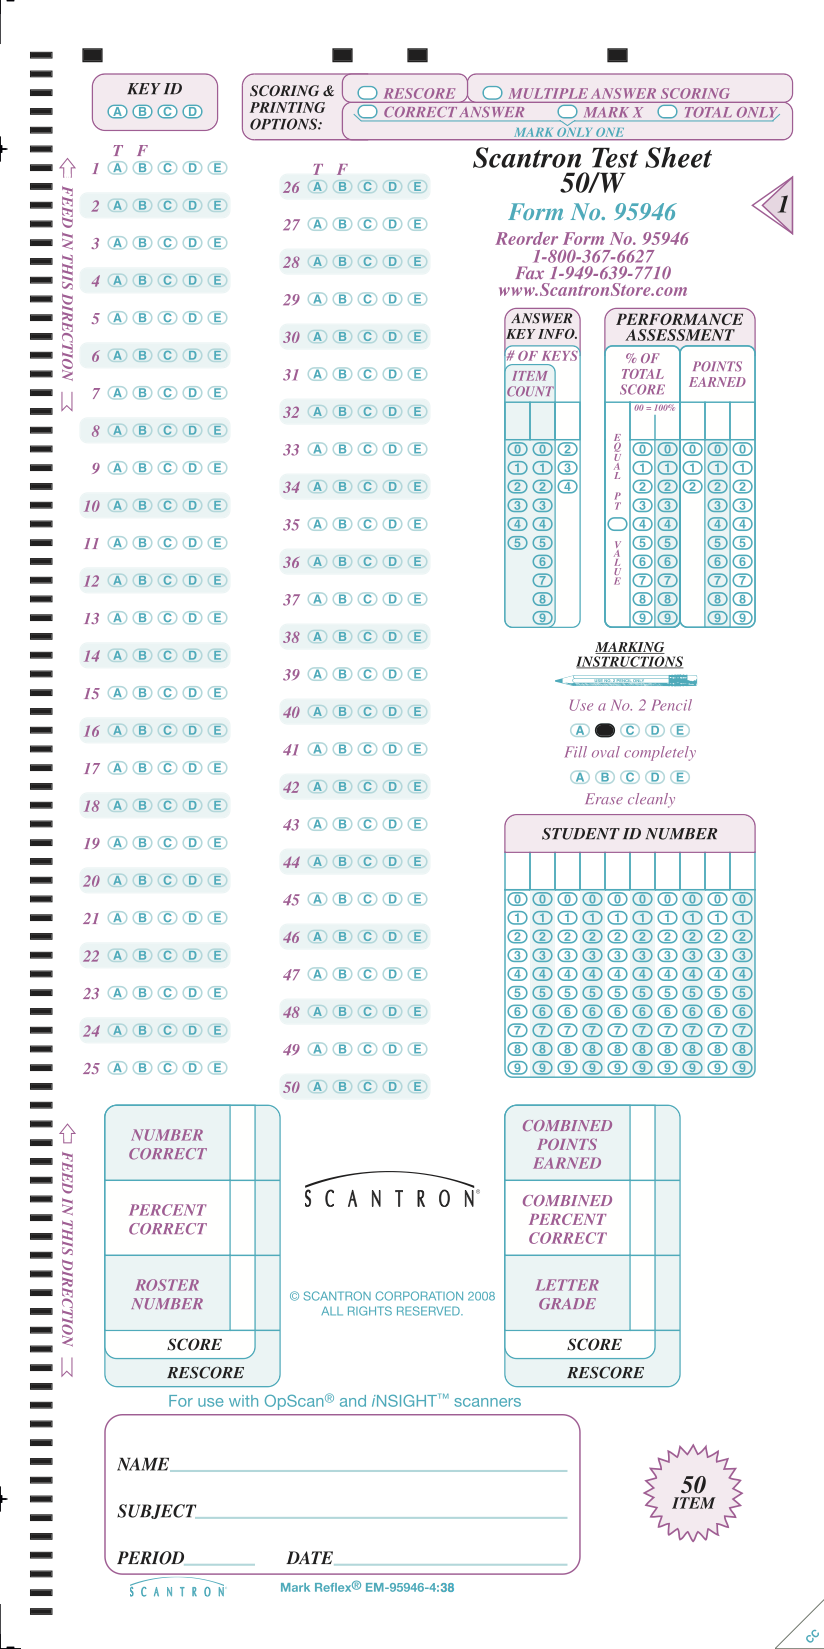 KEY ID
A B C D
SCORING &
PRINTING
OPTIONS:
RESCORE
MULTIPLE ANSWER SCORING
CORRECT ANSWER MARK X TOTAL ONLY
MARK ONLY ONE
FEED IN THIS DIRECTION
T F
1 A B C D E
2 A B C D E
3 A B C D E
4 A B C D E
5 A B C D E
6 A B C D E
7 A B C D E
8 A B C D E
9 A B C D E
10 A B C D E
11 A B C D E
12 A B C D E
13 A B C D E
14 A B C D E
15 A B C D E
16 A B C D E
17 A B C D E
18 A B C D E
19 A B C D E
20 A B C D E
21 A B C D E
22 A B C D E
23 A B C D E
24 A B C D E
25 A B C D E
T F
26 A B C D E
27 A B C D E
28 A B C D E
29 A B C D E
30 A B C D E
31 A B C D E
32 A B C D E
33 A B C D E
34 A B C D E
35 A B C D E
36 A B C D E
37 A B C D E
38 A B C D E
39 A B C D E
40 A B C D E
41 A B C D E
42 A B C D E
43 A B C D E
44 A B C D E
45 A B C D E
46 A B C D E
47 A B C D E
48 A B C D E
49 A B C D E
50 A B C D E
Scantron Test Sheet
50/W
Form No. 95946
Reorder Form No. 95946
1-800-367-6627
Fax 1-949-639-7710
www.ScantronStore.com
1
ANSWER
KEY INFO.
# OF KEYS
ITEM
COUNT
0 0 2
1 1 3
2 2 4
3 3
4 4
5 5
6
7
8
9
PERFORMANCE
ASSESSMENT
% OF
TOTAL
SCORE
POINTS
EARNED
00 = 100%
EQUAL PT VALUE
0 0 0 0 0
1 1 1 1 1
2 2 2 2 2
3 3 3 3
4 4 4 4
5 5 5 5
6 6 6 6
7 7 7 7
8 8 8 8
9 9 9 9
MARKING
INSTRUCTIONS
USE NO. 2 PENCIL ONLY
Use a No. 2 Pencil
A C D E
Fill oval completely
A B C D E
Erase cleanly
STUDENT ID NUMBER
0 0 0 0 0 0 0 0 0 0
1 1 1 1 1 1 1 1 1 1
2 2 2 2 2 2 2 2 2 2
3 3 3 3 3 3 3 3 3 3
4 4 4 4 4 4 4 4 4 4
5 5 5 5 5 5 5 5 5 5
6 6 6 6 6 6 6 6 6 6
7 7 7 7 7 7 7 7 7 7
8 8 8 8 8 8 8 8 8 8
9 9 9 9 9 9 9 9 9 9
FEED IN THIS DIRECTION
NUMBER
CORRECT
PERCENT
CORRECT
ROSTER
NUMBER
SCORE
RESCORE
SCANTRON®
© SCANTRON CORPORATION 2008
ALL RIGHTS RESERVED.
COMBINED
POINTS
EARNED
COMBINED
PERCENT
CORRECT
LETTER
GRADE
SCORE
RESCORE
For use with OpScan® and iNSIGHT™ scanners
NAME
SUBJECT
PERIOD DATE
50
ITEM
SCANTRON
Mark Reflex® EM-95946-4:38
CC